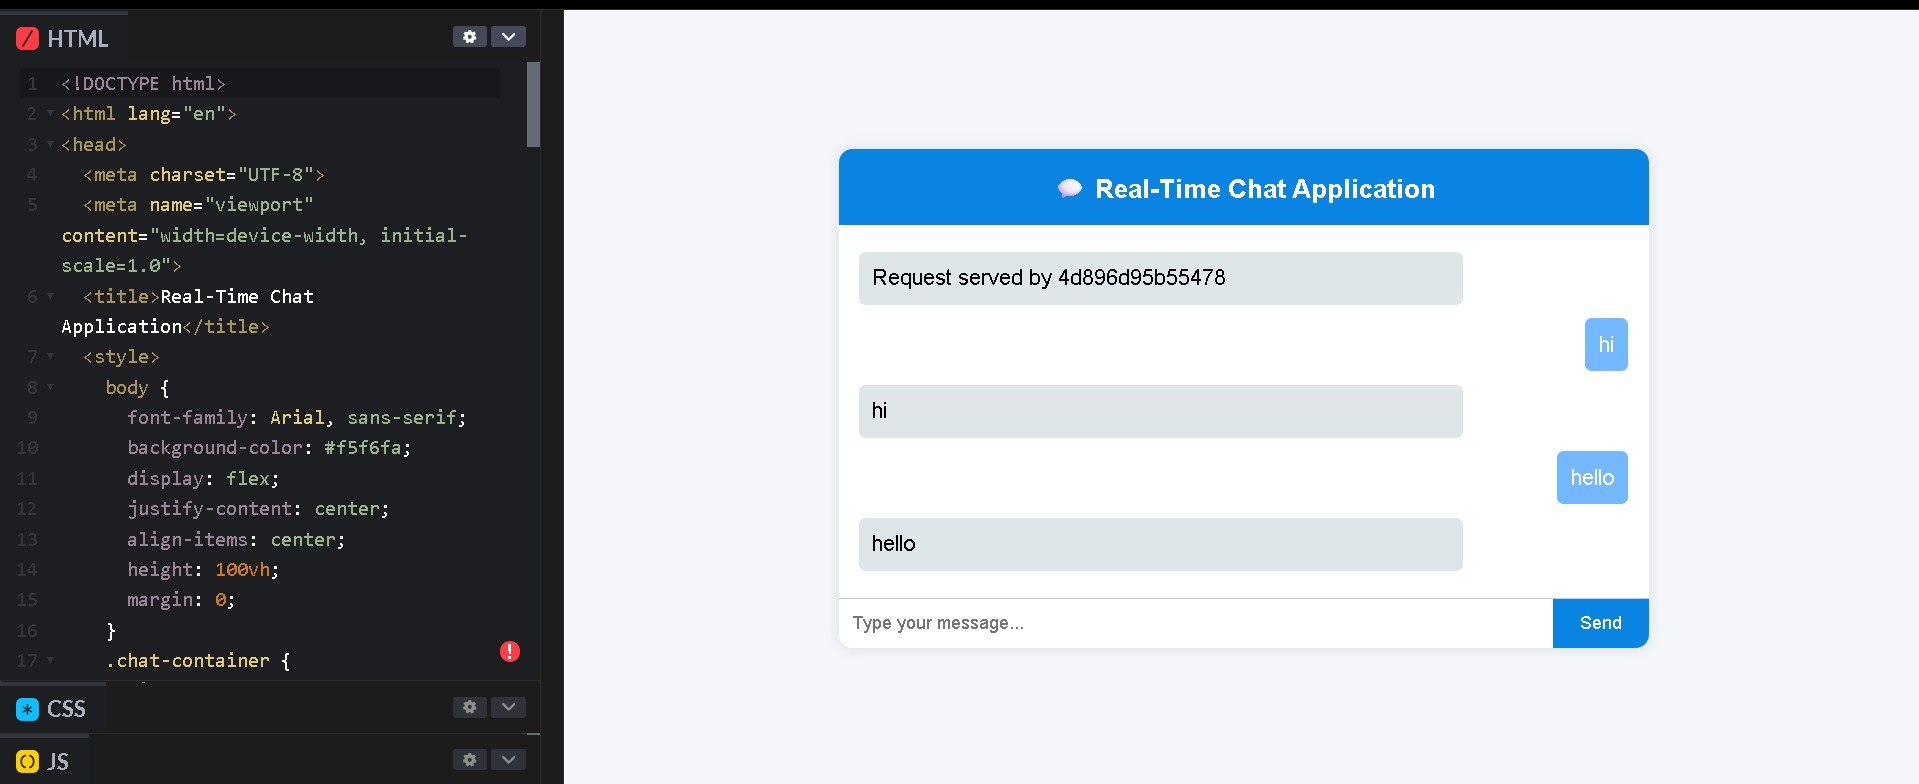 HTML
1 <!DOCTYPE html>
2 <html lang="en">
3 <head>
4 <meta charset="UTF-8">
5 <meta name="viewport"
content="width=device-width, initial-
scale=1.0">
6 <title>Real-Time Chat
Application</title>
7 <style>
8 body {
9 font-family: Arial, sans-serif;
10 background-color: #f5f6fa;
11 display: flex;
12 justify-content: center;
13 align-items: center;
14 height: 100vh;
15 margin: 0;
16 }
17 .chat-container {
CSS
JS
Real-Time Chat Application
Request served by 4d896d95b55478
hi
hi
hello
hello
Type your message...
Send